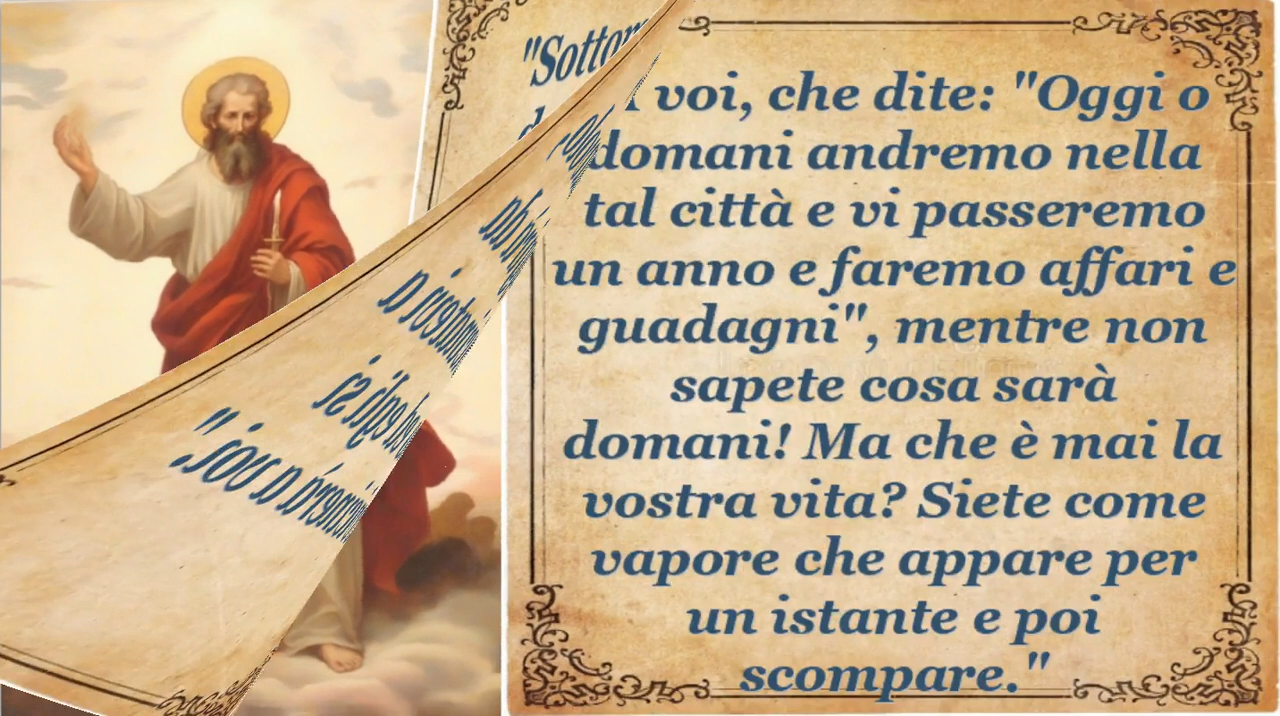 "Sottom
voi, che dite: "Oggi o
domani andremo nella
tal città e vi passeremo
un anno e faremo affari e
guadagni", mentre non
sapete cosa sarà
domani! Ma che è mai la
vostra vita? Siete come
vapore che appare per
un istante e poi
scompare."
a voi."